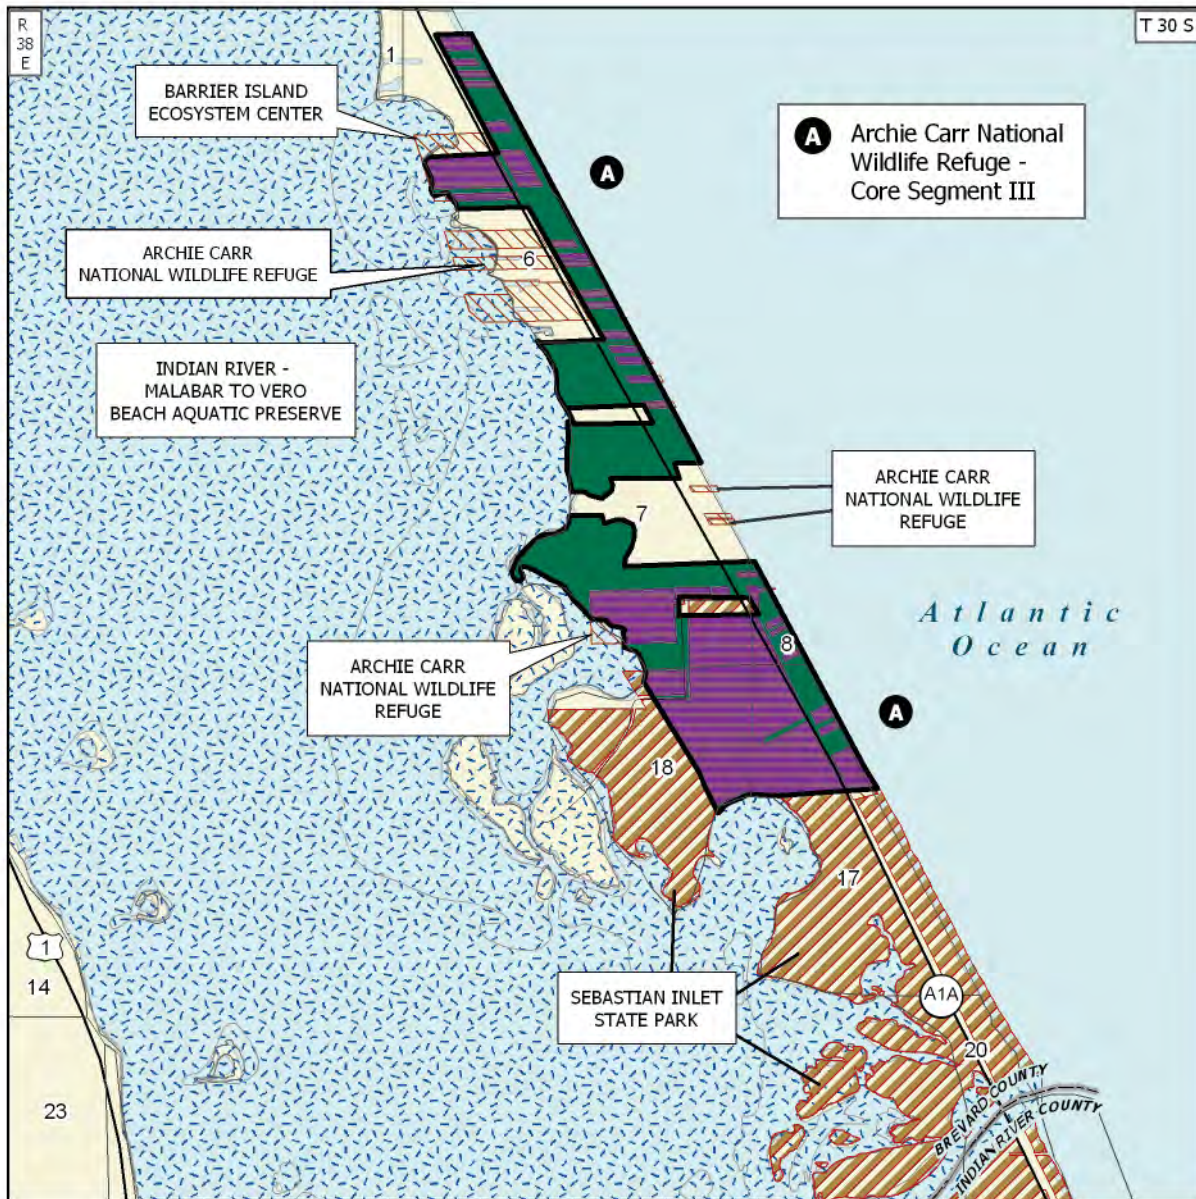 R
38
E
T 30 S
1
BARRIER ISLAND
ECOSYSTEM CENTER
A
A Archie Carr National
Wildlife Refuge -
Core Segment III
ARCHIE CARR
NATIONAL WILDLIFE REFUGE
6
INDIAN RIVER -
MALABAR TO VERO
BEACH AQUATIC PRESERVE
ARCHIE CARR
NATIONAL WILDLIFE
REFUGE
7
Atlantic
Ocean
8
ARCHIE CARR
NATIONAL WILDLIFE
REFUGE
A
18
17
1
14
SEBASTIAN INLET
STATE PARK
A1A
20
23
BREVARD COUNTY
INDIAN RIVER COUNTY